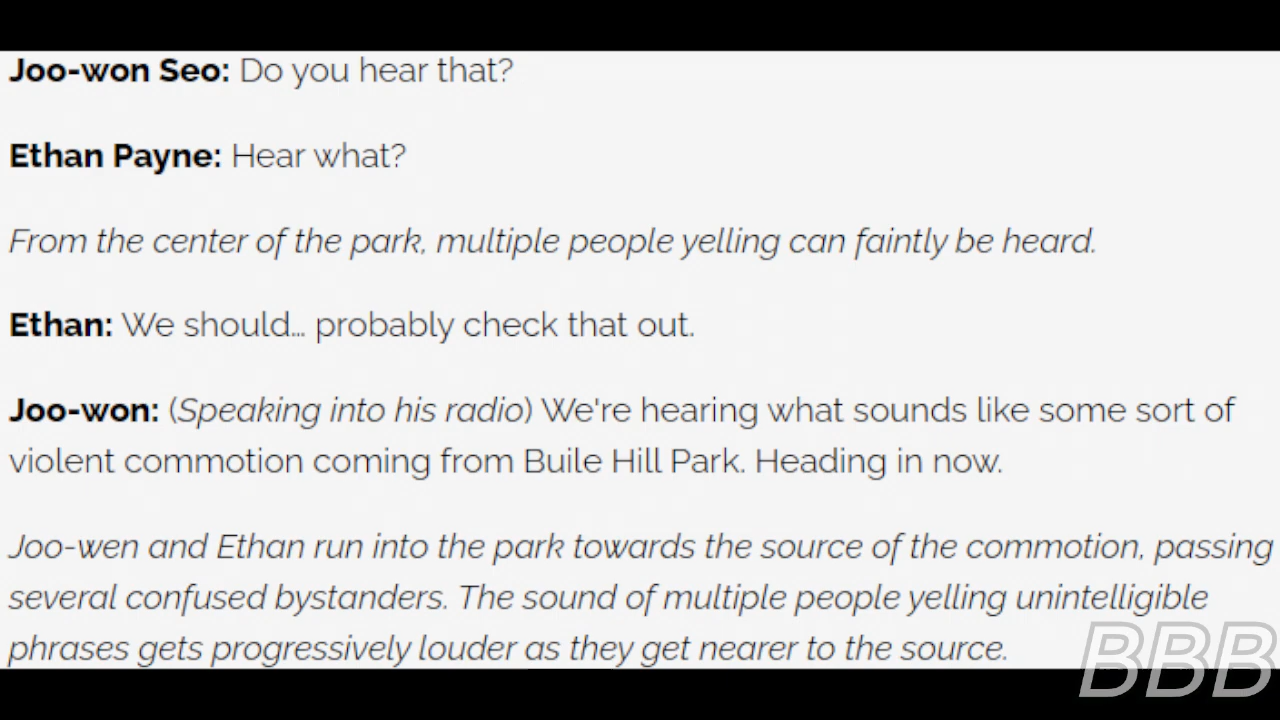 Joo-won Seo: Do you hear that?
Ethan Payne: Hear what?
From the center of the park, multiple people yelling can faintly be heard.
Ethan: We should… probably check that out.
Joo-won: (Speaking into his radio) We're hearing what sounds like some sort of
violent commotion coming from Buile Hill Park. Heading in now.
Joo-wen and Ethan run into the park towards the source of the commotion, passing
several confused bystanders. The sound of multiple people yelling unintelligible
phrases gets progressively louder as they get nearer to the source.
BBB